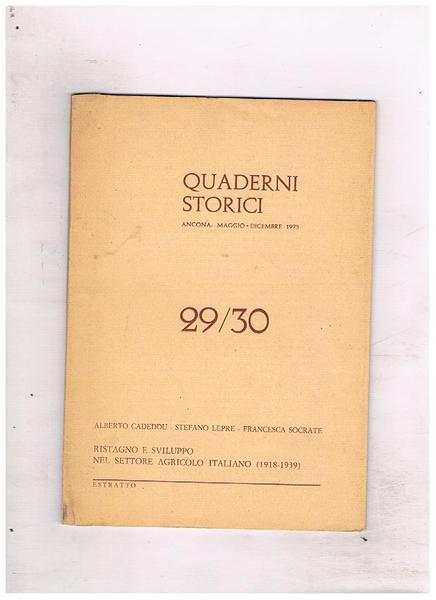 QUADERNI
STORICI
ANCONA, MAGGIO - DICEMBRE 1975
29/30
ALBERTO CADEDDU - STEFANO LEPRE - FRANCESCA SOCRATE
RISTAGNO E SVILUPPO
NEL SETTORE AGRICOLO ITALIANO (1918-1939)
ESTRATTO